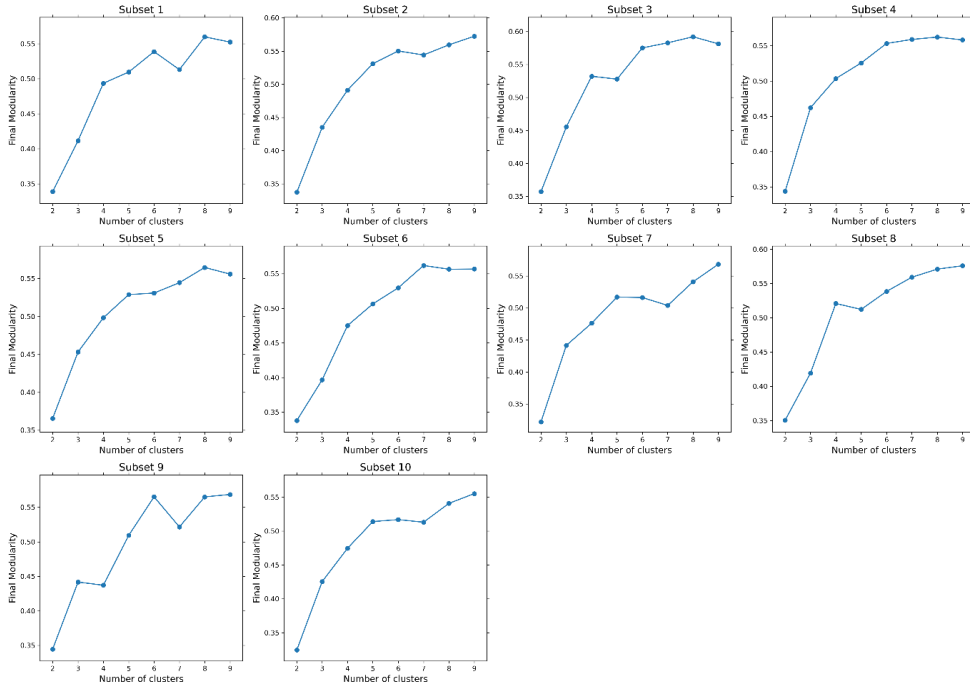 Subset 1
Final Modularity
0.55
0.50
0.45
0.40
0.35
2 3 4 5 6 7 8 9
Number of clusters
Subset 2
Final Modularity
0.60
0.55
0.50
0.45
0.40
0.35
2 3 4 5 6 7 8 9
Number of clusters
Subset 3
Final Modularity
0.60
0.55
0.50
0.45
0.40
0.35
2 3 4 5 6 7 8 9
Number of clusters
Subset 4
Final Modularity
0.55
0.50
0.45
0.40
0.35
2 3 4 5 6 7 8 9
Number of clusters
Subset 5
Final Modularity
0.55
0.50
0.45
0.40
0.35
2 3 4 5 6 7 8 9
Number of clusters
Subset 6
Final Modularity
0.55
0.50
0.45
0.40
0.35
2 3 4 5 6 7 8 9
Number of clusters
Subset 7
Final Modularity
0.55
0.50
0.45
0.40
0.35
2 3 4 5 6 7 8 9
Number of clusters
Subset 8
Final Modularity
0.60
0.55
0.50
0.45
0.40
0.35
2 3 4 5 6 7 8 9
Number of clusters
Subset 9
Final Modularity
0.55
0.50
0.45
0.40
0.35
2 3 4 5 6 7 8 9
Number of clusters
Subset 10
Final Modularity
0.55
0.50
0.45
0.40
0.35
2 3 4 5 6 7 8 9
Number of clusters